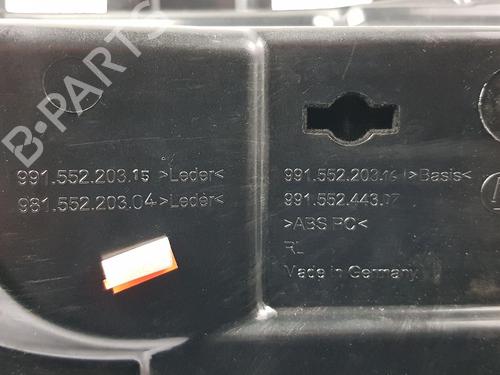 B-PARTS
991.552.203.15 >Leder<
981.552.203.04 >Leder<
991.552.203.16 >Basis<
991.552.443.07
>ABS PC<
RL
Made in Germany